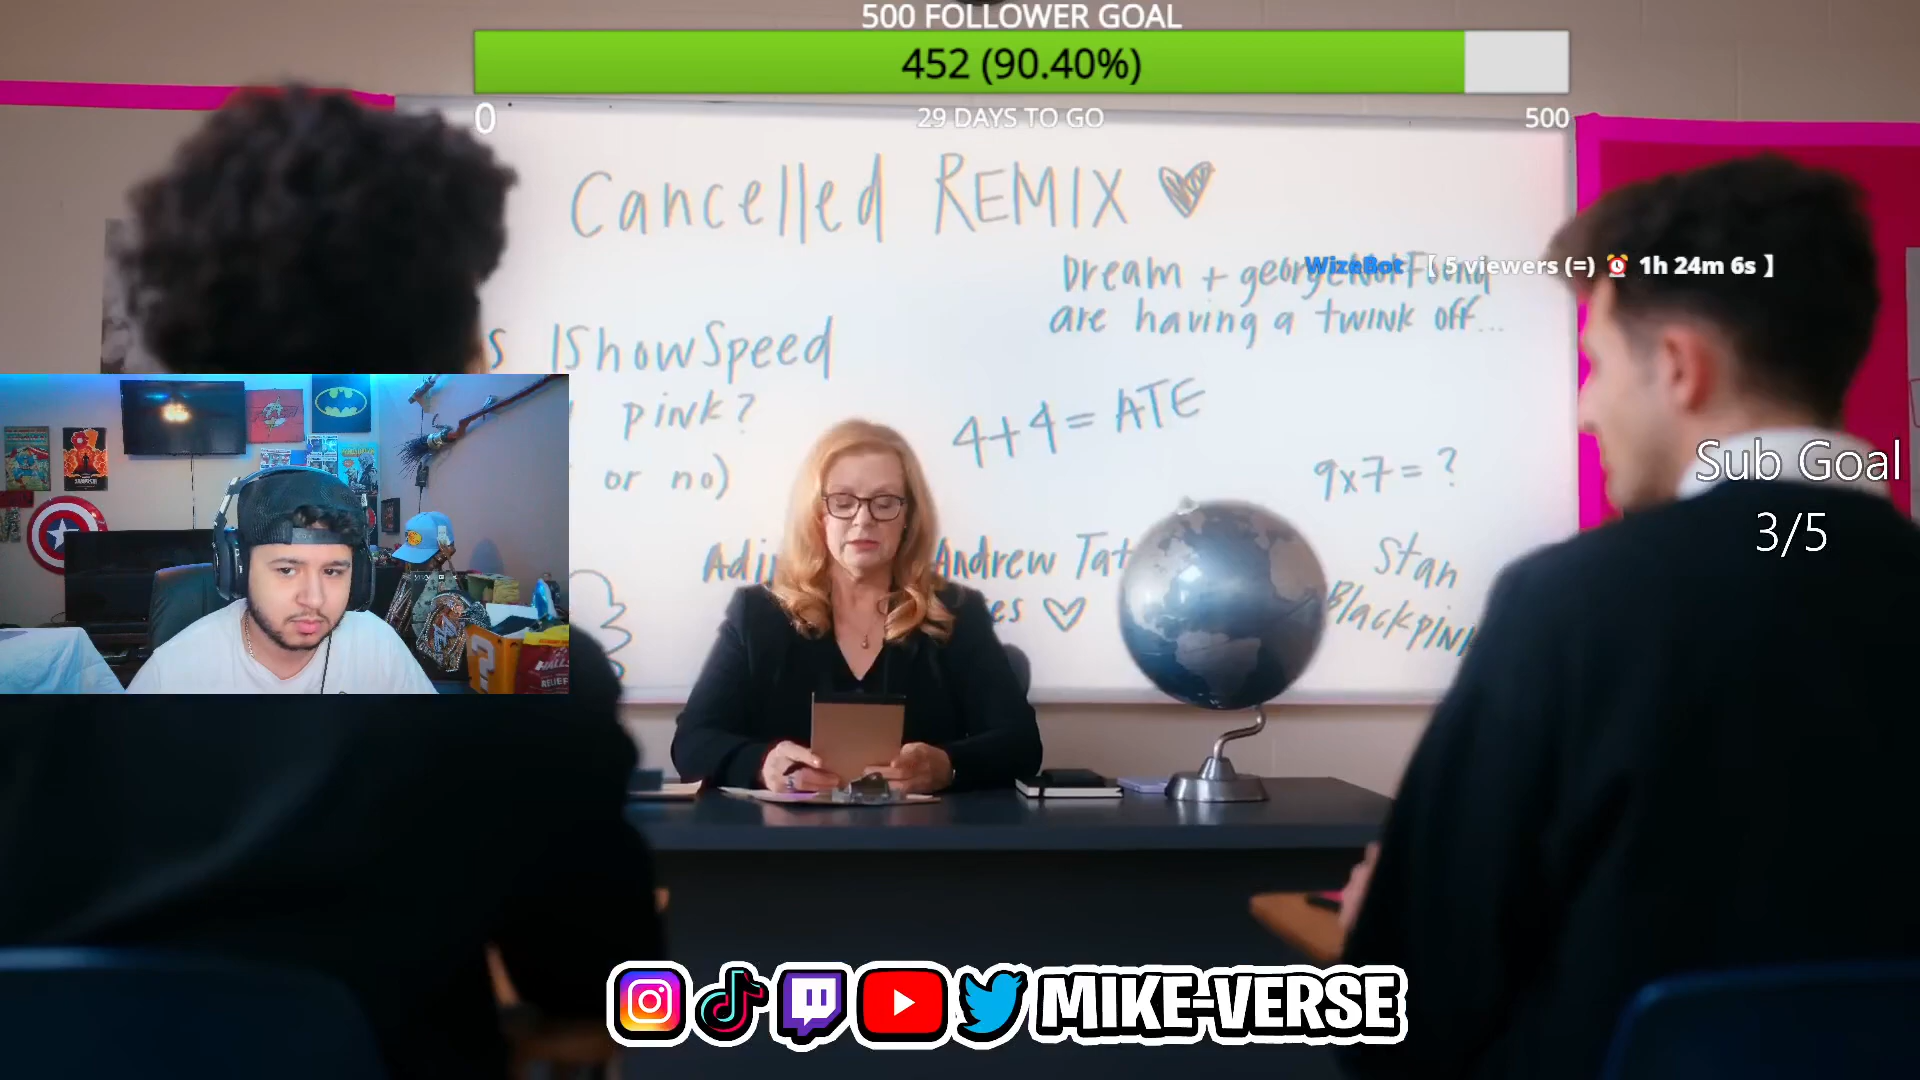 500 FOLLOWER GOAL
452 (90.40%)
0
29 DAYS TO GO
500
Cancelled REMIX
WizeBot 【 5 viewers (=) ⏰ 1h 24m 6s 】
Dream + georgeNotFound
are having a twink off...
s IShowSpeed
pink?
or no)
4+4= ATE
9x7= ?
Sub Goal
3/5
Andrew Tat
Stan
Blackpink
MIKE-VERSE